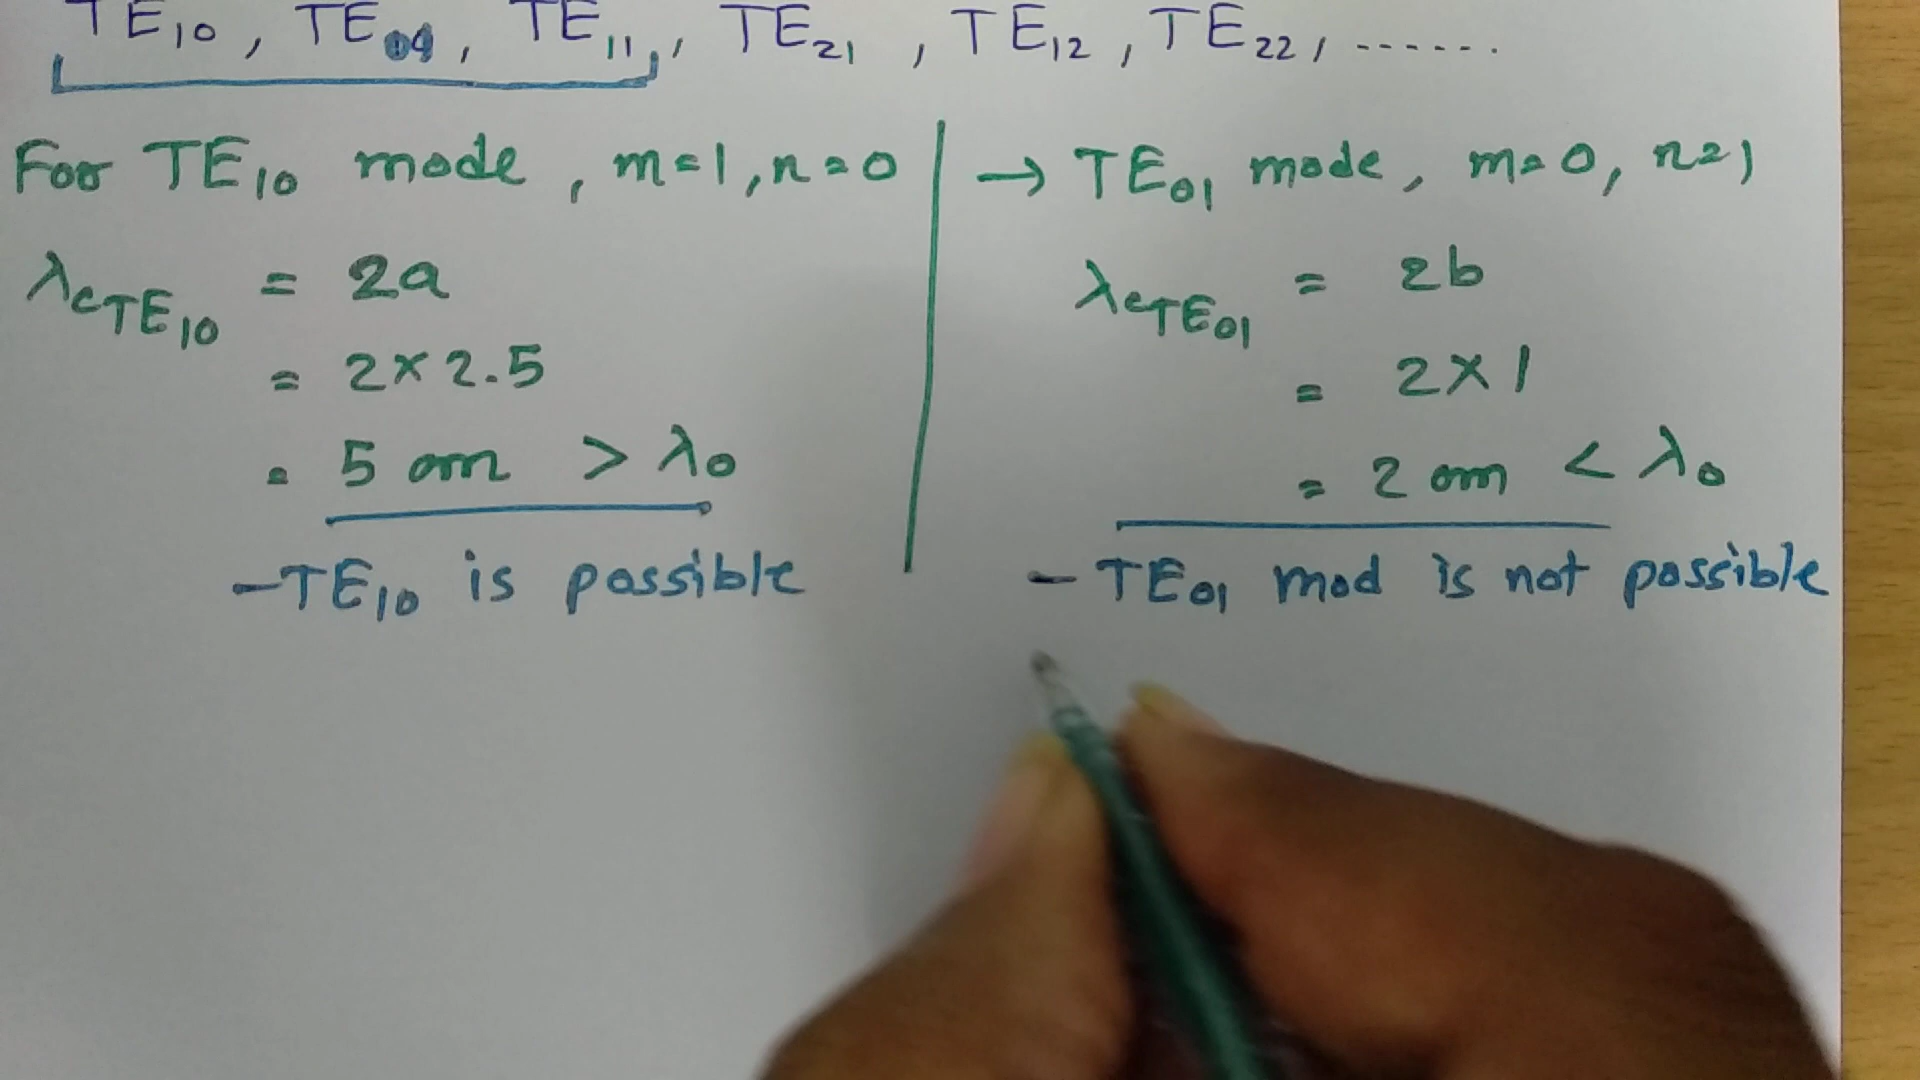 TE10, TE01, TE11, TE21, TE12, TE22, ......
For TE10 mode, m=1, n=0
λcTE10 = 2a
= 2×2.5
= 5 cm > λ0
-TE10 is possible
→ TE01 mode, m=0, n=1
λcTE01 = 2b
= 2×1
= 2 cm < λ0
- TE01 mod is not possible